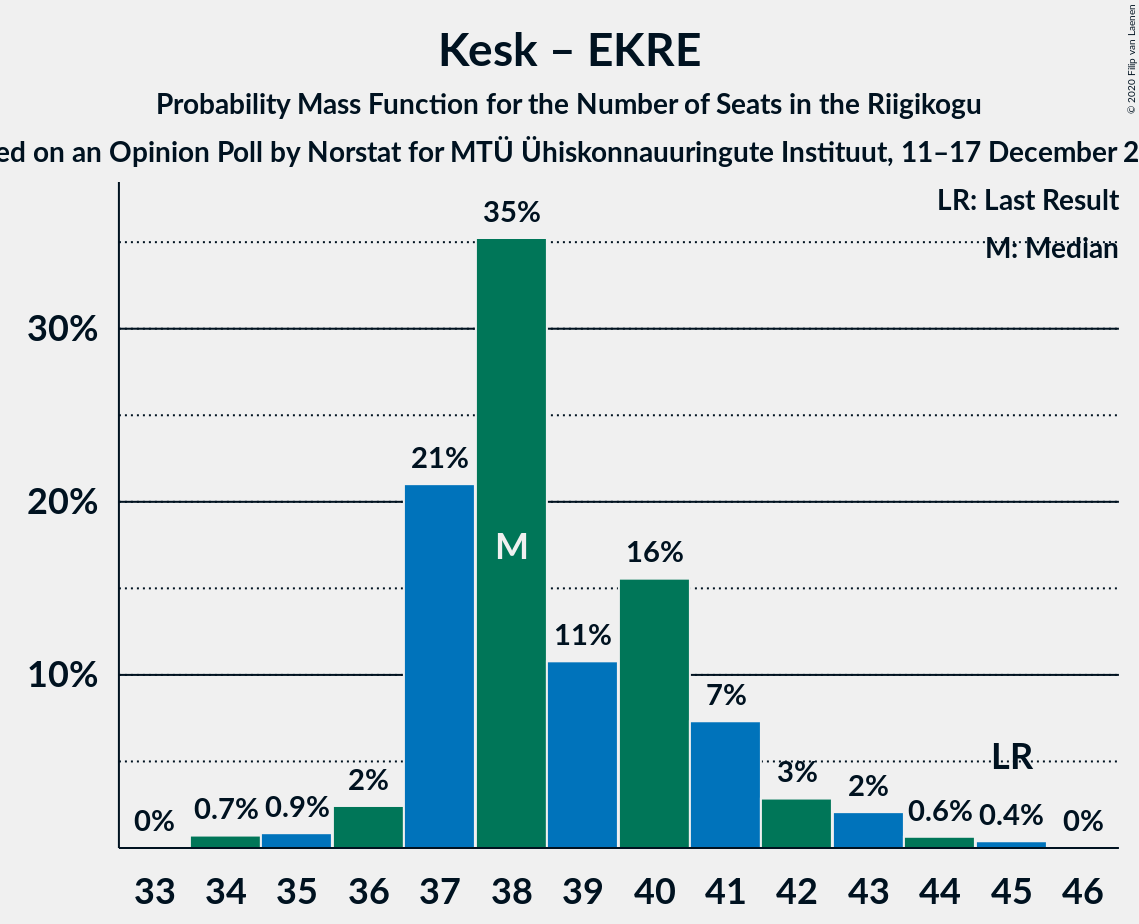 Kesk – EKRE
Probability Mass Function for the Number of Seats in the Riigikogu
ed on an Opinion Poll by Norstat for MTÜ Ühiskonnauuringute Instituut, 11–17 December 2
© 2020 Filip van Laenen
LR: Last Result
M: Median
35%
30%
21%
20%
M
16%
11%
10%
7%
LR
3%
2%
2%
0.7%
0.9%
0.6%
0.4%
0%
0%
33 34 35 36 37 38 39 40 41 42 43 44 45 46